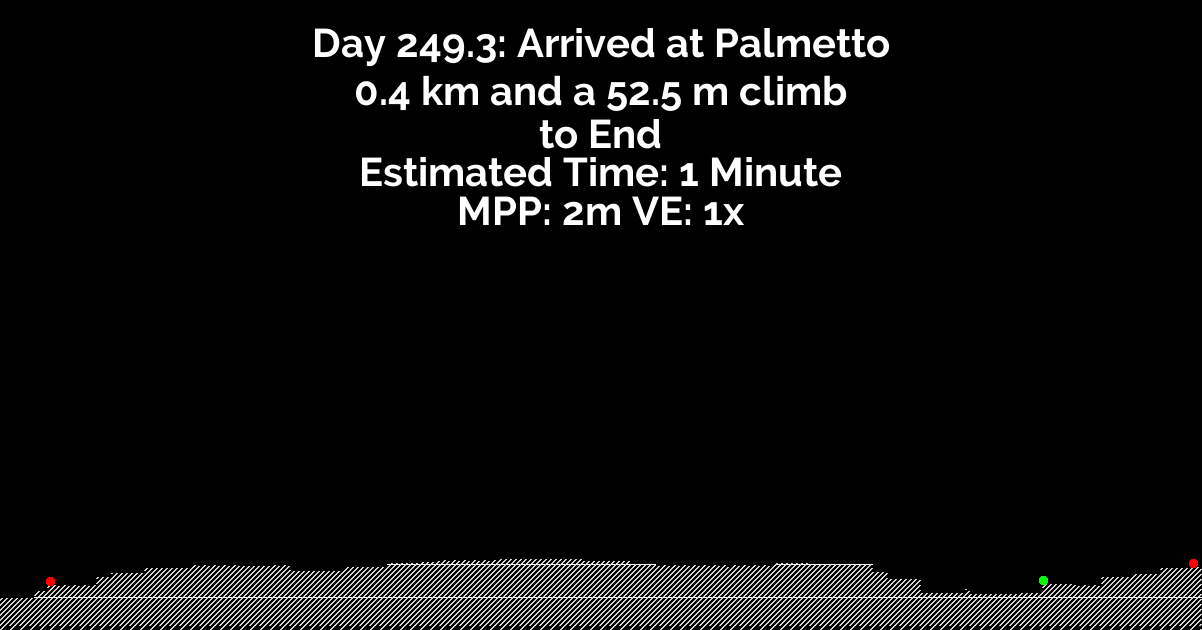 Day 249.3: Arrived at Palmetto
0.4 km and a 52.5 m climb
to End
Estimated Time: 1 Minute
MPP: 2m VE: 1x